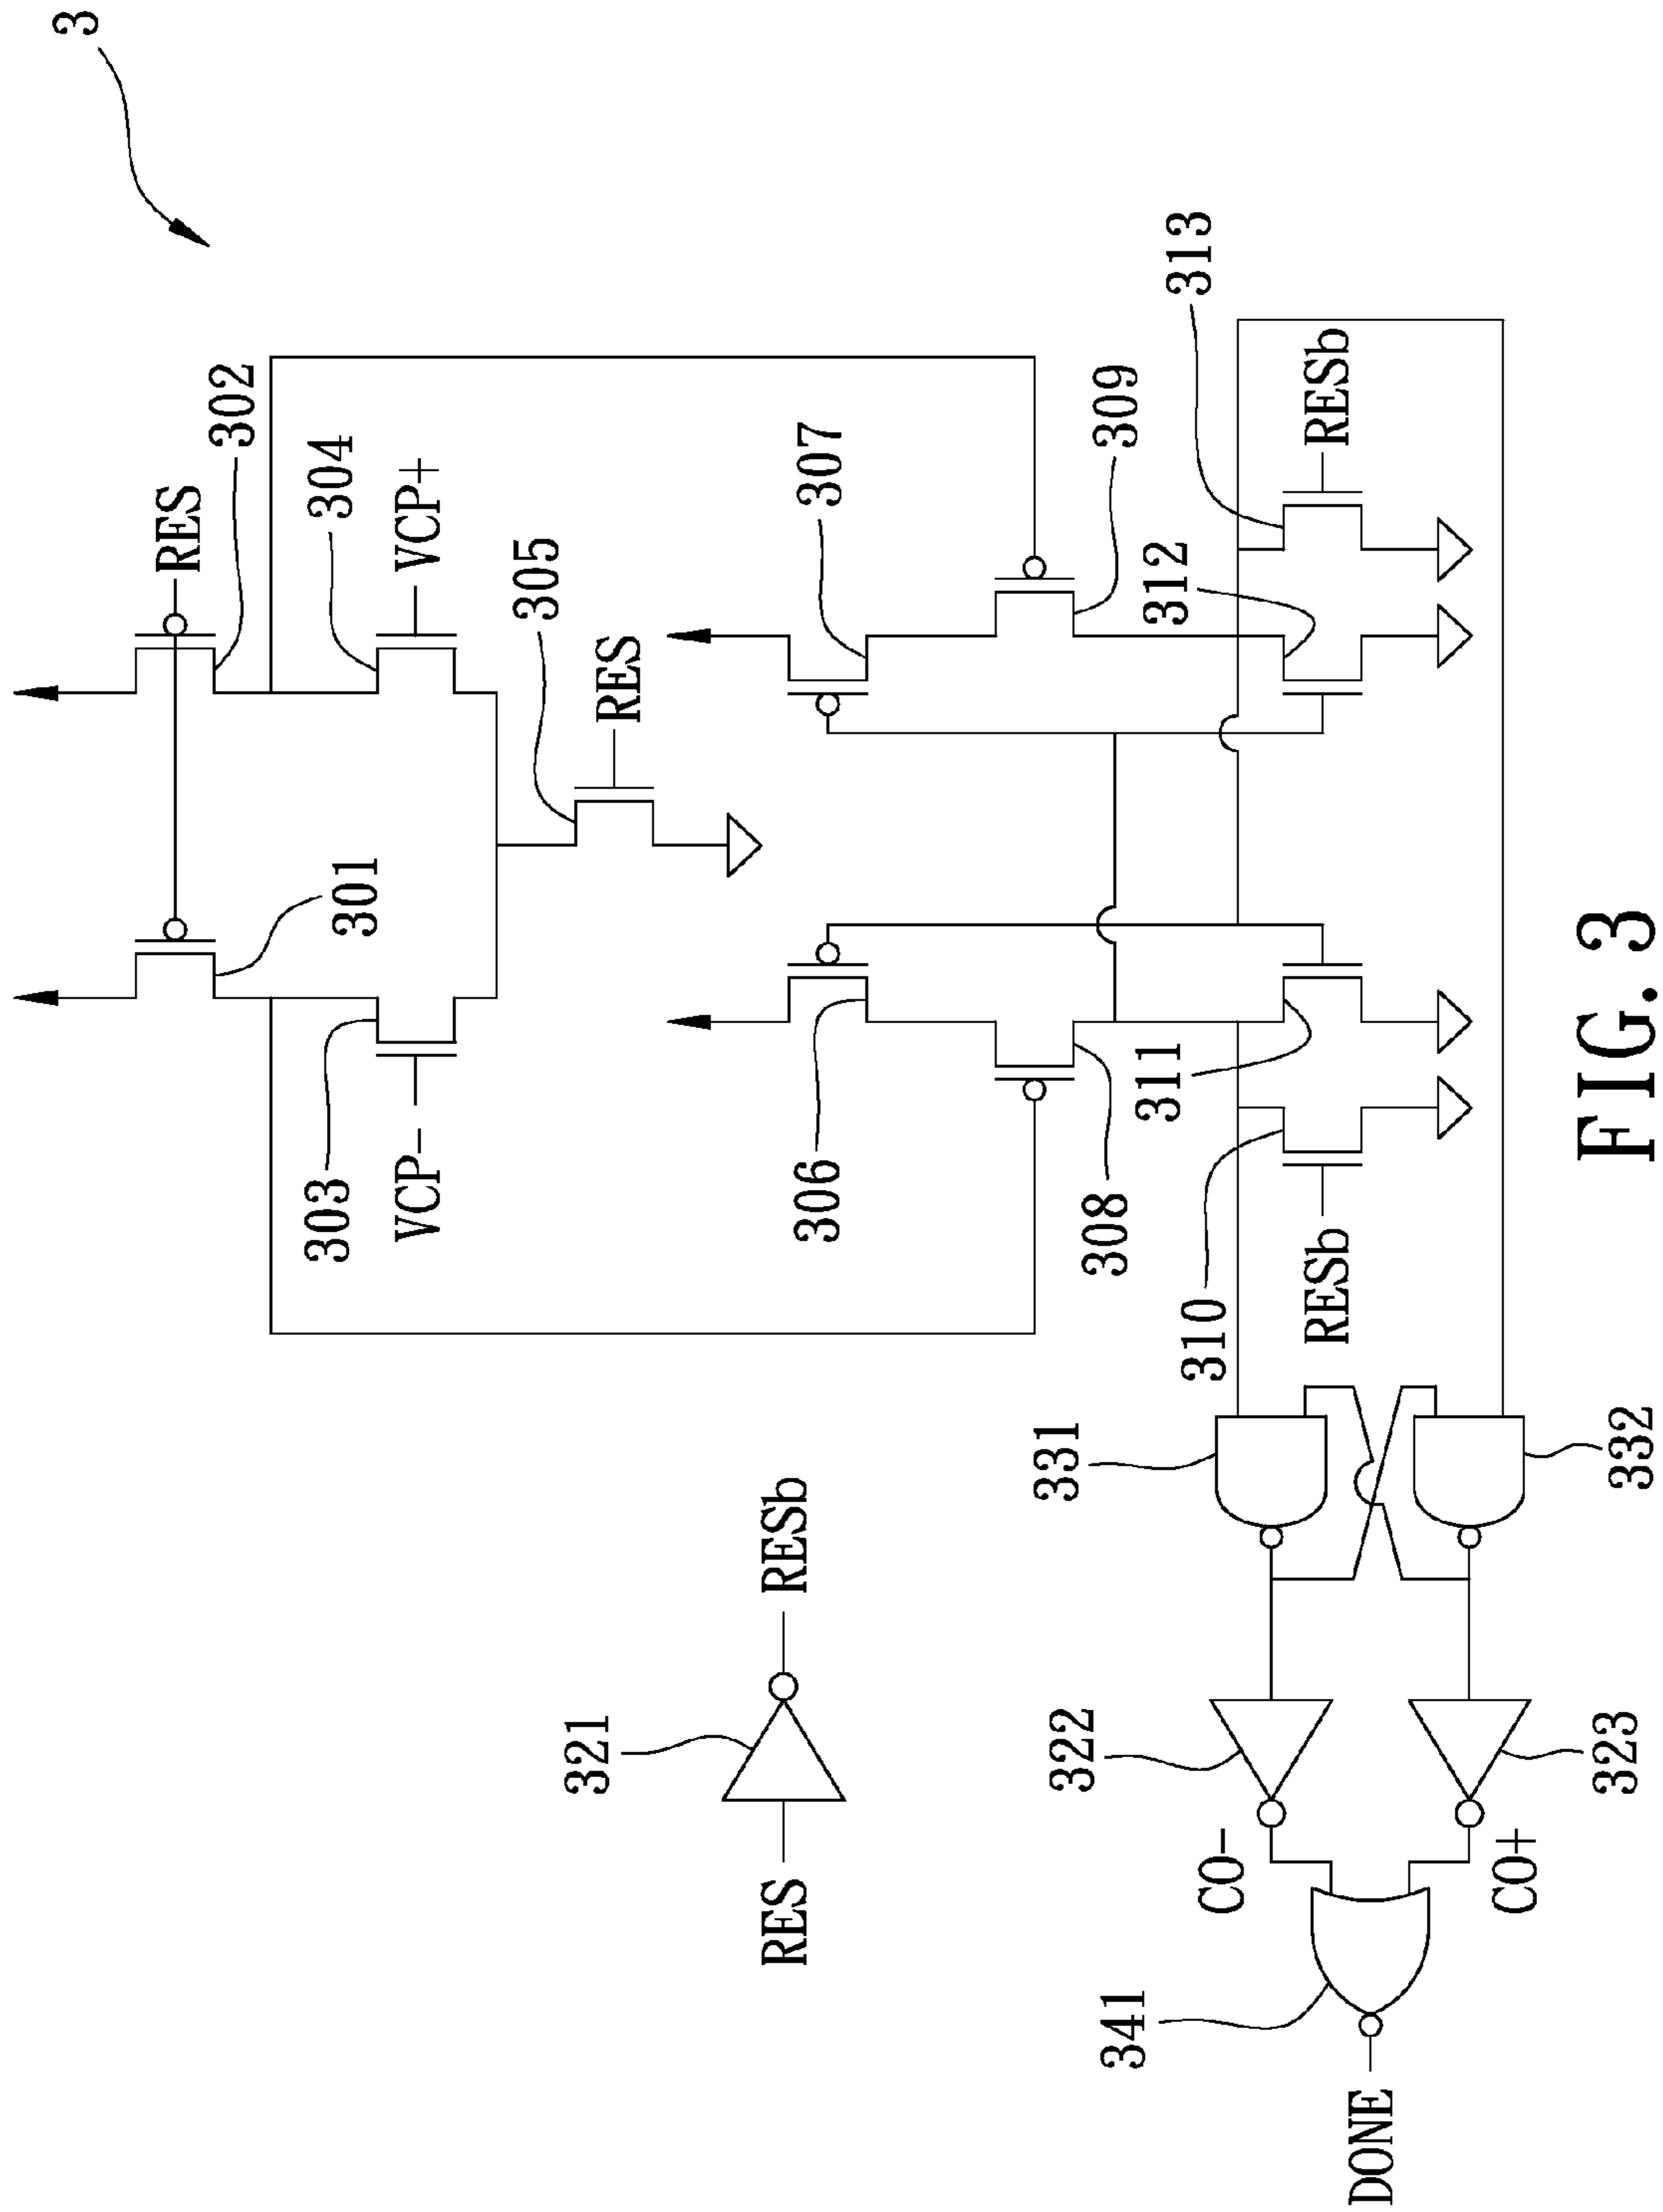 3
RES
302
304
VCP+
301
303
VCP-
305
RES
307
309
306
308
313
RESb
312
311
310
RESb
321
RES
RESb
331
332
322
323
CO-
CO+
341
DONE
FIG. 3